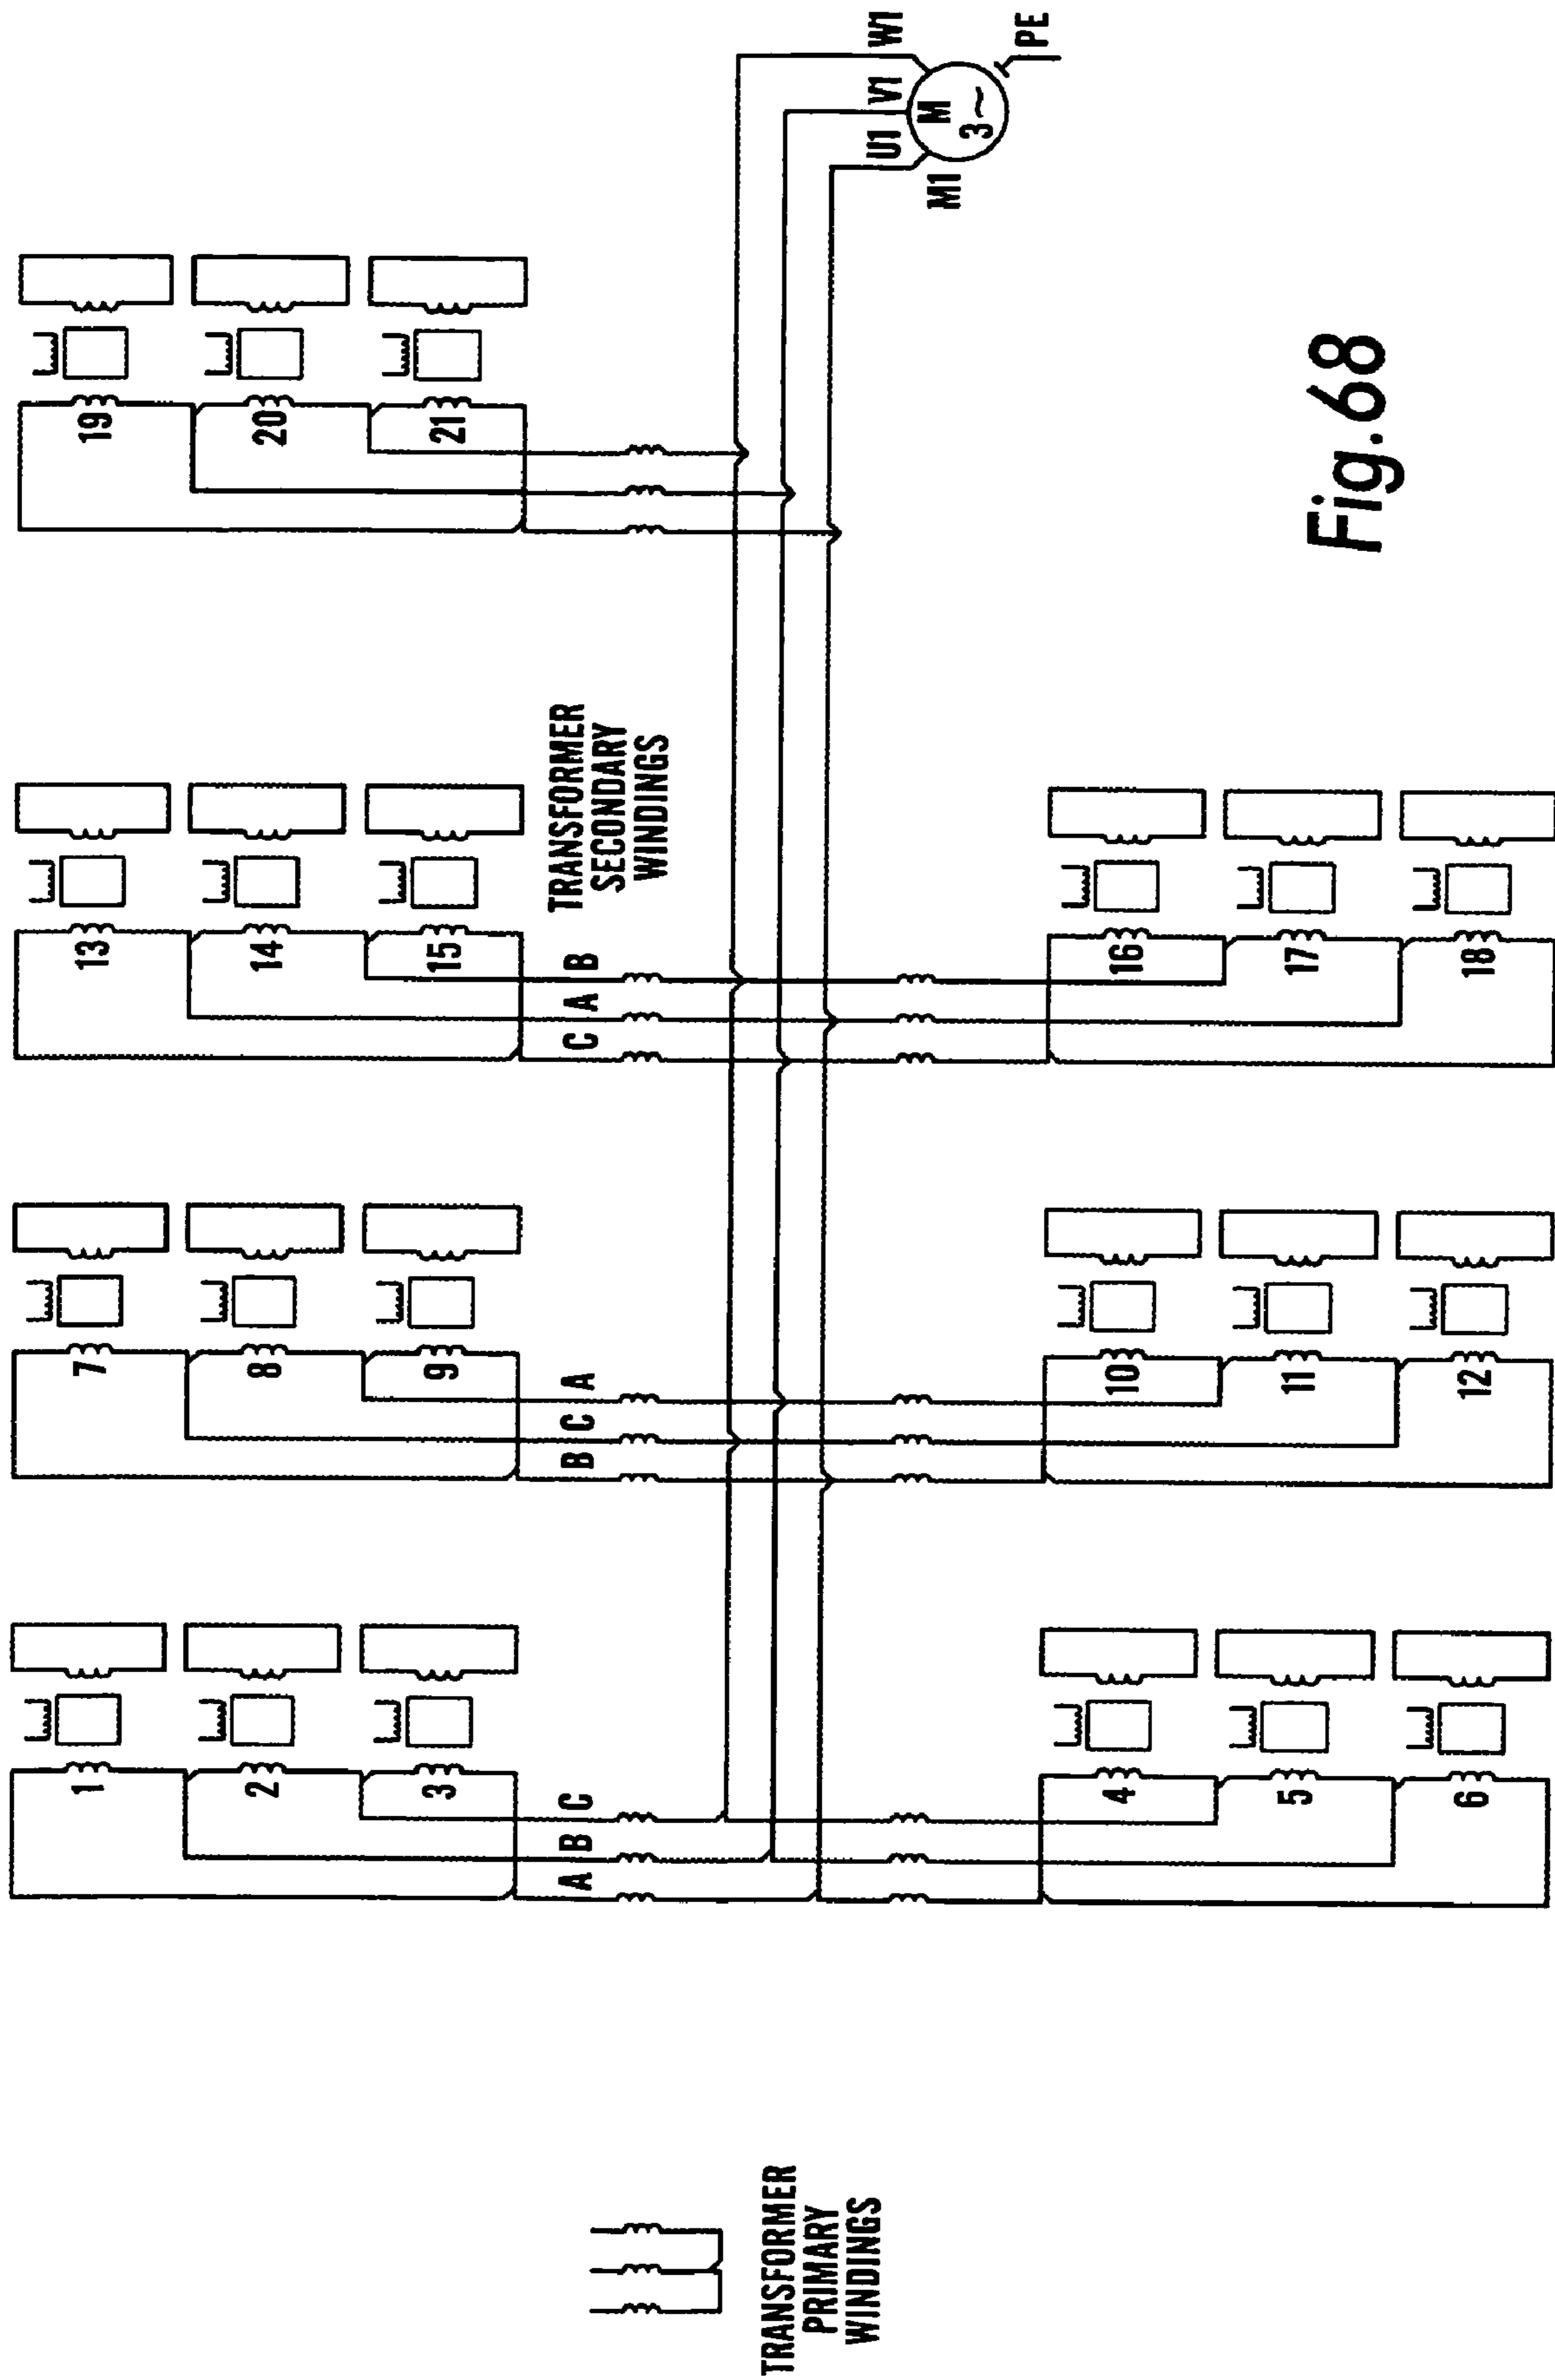 1 7 13 19
2 8 14 20
3 9 15 21
A B C B C A C A B
TRANSFORMER
SECONDARY
WINDINGS
TRANSFORMER
PRIMARY
WINDINGS
U1 V1 W1
M1 M
3~
PE
4 10 16
5 11 17
6 12 18
Fig.68